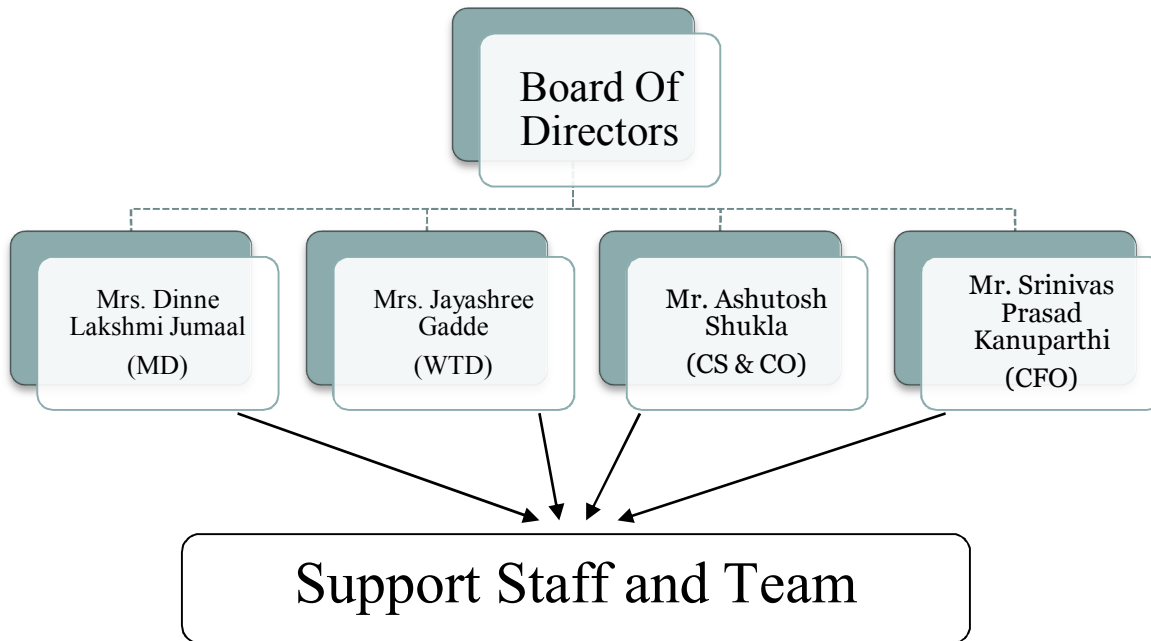 Board Of
Directors
Mrs. Dinne
Lakshmi Jumaal
(MD)
Mrs. Jayashree
Gadde
(WTD)
Mr. Ashutosh
Shukla
(CS & CO)
Mr. Srinivas
Prasad
Kanuparthi
(CFO)
Support Staff and Team